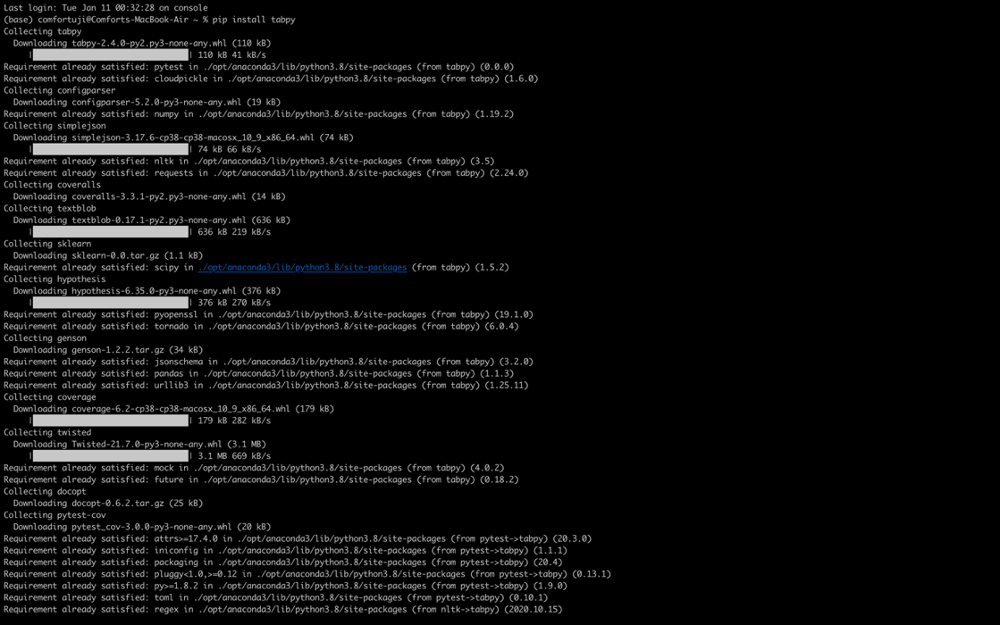 Last login: Tue Jan 11 00:32:28 on console
(base) comfortuji@Comforts-MacBook-Air ~ % pip install tabpy
Collecting tabpy
  Downloading tabpy-2.4.0-py2.py3-none-any.whl (110 kB)
     |████████████████████████████████| 110 kB 41 kB/s
Requirement already satisfied: pytest in ./opt/anaconda3/lib/python3.8/site-packages (from tabpy) (0.0.0)
Requirement already satisfied: cloudpickle in ./opt/anaconda3/lib/python3.8/site-packages (from tabpy) (1.6.0)
Collecting configparser
  Downloading configparser-5.2.0-py3-none-any.whl (19 kB)
Requirement already satisfied: numpy in ./opt/anaconda3/lib/python3.8/site-packages (from tabpy) (1.19.2)
Collecting simplejson
  Downloading simplejson-3.17.6-cp38-cp38-macosx_10_9_x86_64.whl (74 kB)
     |████████████████████████████████| 74 kB 66 kB/s
Requirement already satisfied: nltk in ./opt/anaconda3/lib/python3.8/site-packages (from tabpy) (3.5)
Requirement already satisfied: requests in ./opt/anaconda3/lib/python3.8/site-packages (from tabpy) (2.24.0)
Collecting coveralls
  Downloading coveralls-3.3.1-py2.py3-none-any.whl (14 kB)
Collecting textblob
  Downloading textblob-0.17.1-py2.py3-none-any.whl (636 kB)
     |████████████████████████████████| 636 kB 219 kB/s
Collecting sklearn
  Downloading sklearn-0.0.tar.gz (1.1 kB)
Requirement already satisfied: scipy in ./opt/anaconda3/lib/python3.8/site-packages (from tabpy) (1.5.2)
Collecting hypothesis
  Downloading hypothesis-6.35.0-py3-none-any.whl (376 kB)
     |████████████████████████████████| 376 kB 270 kB/s
Requirement already satisfied: pyopenssl in ./opt/anaconda3/lib/python3.8/site-packages (from tabpy) (19.1.0)
Requirement already satisfied: tornado in ./opt/anaconda3/lib/python3.8/site-packages (from tabpy) (6.0.4)
Collecting genson
  Downloading genson-1.2.2.tar.gz (34 kB)
Requirement already satisfied: jsonschema in ./opt/anaconda3/lib/python3.8/site-packages (from tabpy) (3.2.0)
Requirement already satisfied: pandas in ./opt/anaconda3/lib/python3.8/site-packages (from tabpy) (1.1.3)
Requirement already satisfied: urllib3 in ./opt/anaconda3/lib/python3.8/site-packages (from tabpy) (1.25.11)
Collecting coverage
  Downloading coverage-6.2-cp38-cp38-macosx_10_9_x86_64.whl (179 kB)
     |████████████████████████████████| 179 kB 282 kB/s
Collecting twisted
  Downloading Twisted-21.7.0-py3-none-any.whl (3.1 MB)
     |████████████████████████████████| 3.1 MB 669 kB/s
Requirement already satisfied: mock in ./opt/anaconda3/lib/python3.8/site-packages (from tabpy) (4.0.2)
Requirement already satisfied: future in ./opt/anaconda3/lib/python3.8/site-packages (from tabpy) (0.18.2)
Collecting docopt
  Downloading docopt-0.6.2.tar.gz (25 kB)
Collecting pytest-cov
  Downloading pytest_cov-3.0.0-py3-none-any.whl (20 kB)
Requirement already satisfied: attrs>=17.4.0 in ./opt/anaconda3/lib/python3.8/site-packages (from pytest->tabpy) (20.3.0)
Requirement already satisfied: iniconfig in ./opt/anaconda3/lib/python3.8/site-packages (from pytest->tabpy) (1.1.1)
Requirement already satisfied: packaging in ./opt/anaconda3/lib/python3.8/site-packages (from pytest->tabpy) (20.4)
Requirement already satisfied: pluggy<1.0,>=0.12 in ./opt/anaconda3/lib/python3.8/site-packages (from pytest->tabpy) (0.13.1)
Requirement already satisfied: py>=1.8.2 in ./opt/anaconda3/lib/python3.8/site-packages (from pytest->tabpy) (1.9.0)
Requirement already satisfied: toml in ./opt/anaconda3/lib/python3.8/site-packages (from pytest->tabpy) (0.10.1)
Requirement already satisfied: regex in ./opt/anaconda3/lib/python3.8/site-packages (from nltk->tabpy) (2020.10.15)